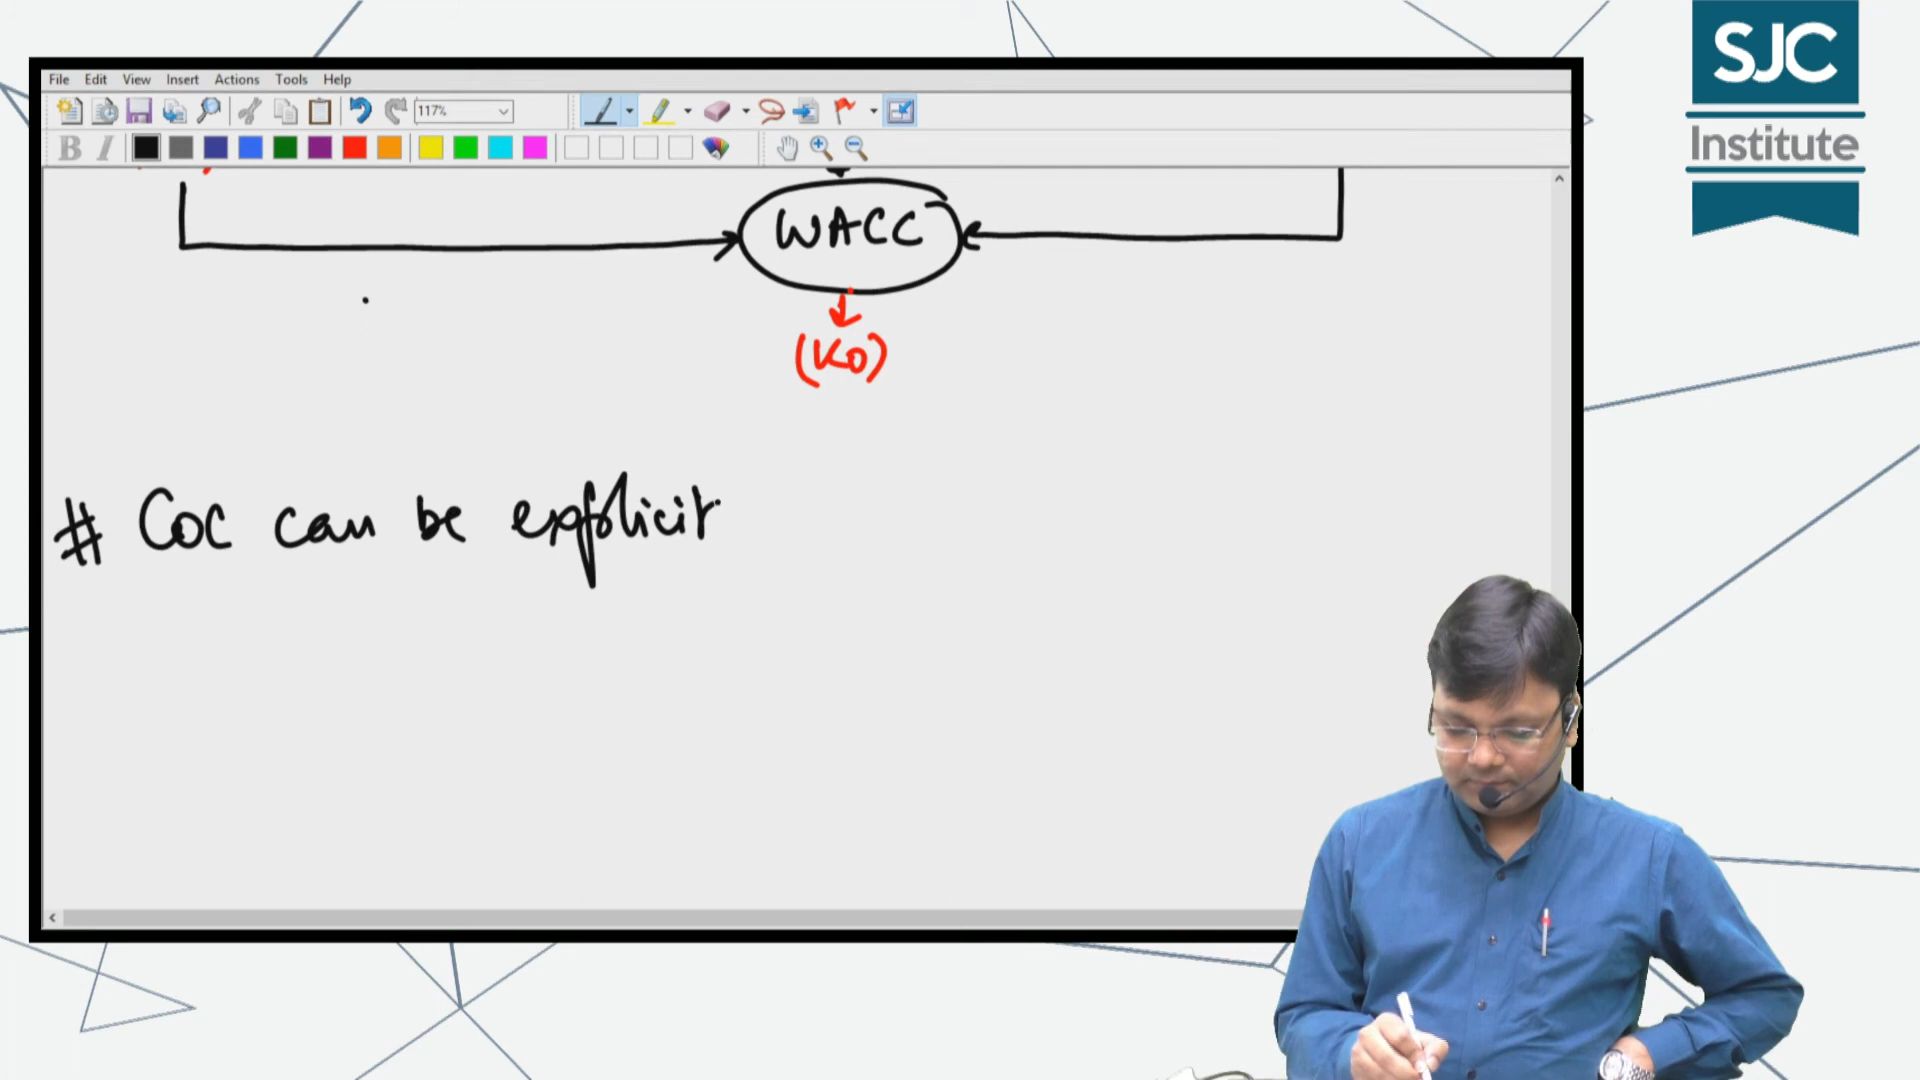 SJC
Institute
File Edit View Insert Actions Tools Help
117%
B I
WACC
(Ko)
# CoC can be explicit